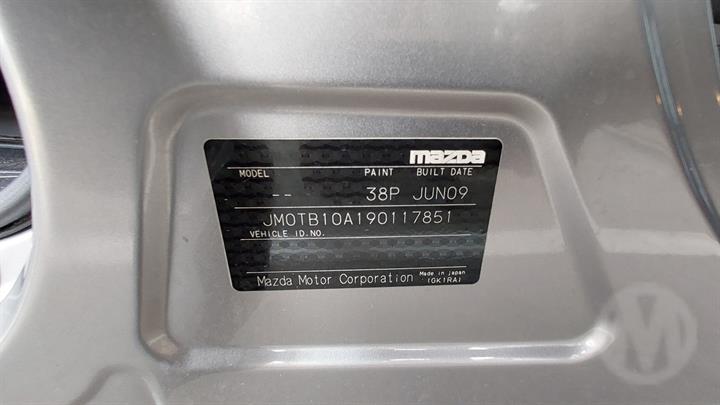 mazda
MODEL PAINT BUILT DATE
-- 38P JUN09
JM0TB10A190117851
VEHICLE ID.NO.
Mazda Motor Corporation Made in japan
(GK1RA)
M